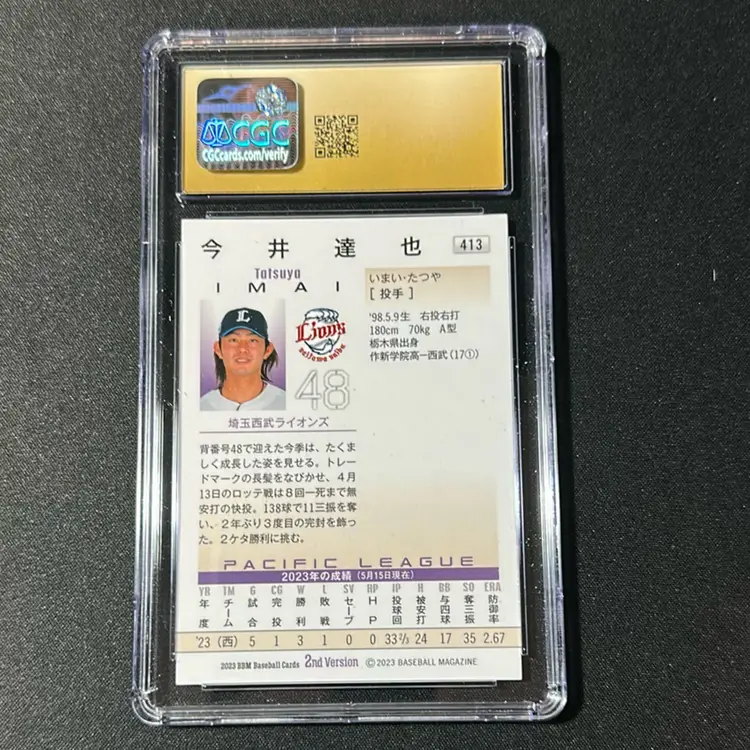 CGC
CGCcards.com/verify
今井達也
413
Tatsuya
IMAI
いまい・たつや
[投手]
'98.5.9生 右投右打
180cm 70kg A型
栃木県出身
作新学院高ー西武(17①)
L
Lions
Saitama Seibu
48
埼玉西武ライオンズ
背番号48で迎えた今季は、たくま
しく成長した姿を見せる。トレー
ドマークの長髪をなびかせ、4月
13日のロッテ戦は8回一死まで無
安打の快投。138球で11三振を奪
い、2年ぶり3度目の完封を飾っ
た。2ケタ勝利に挑む。
PACIFIC LEAGUE
2023年の成績(5月15日現在)
YR TM G CG W L SV HP IP H BB SO ERA
年度 チーム 試合 完投 勝利 敗戦 セーブ HP 投球回 被安打 与四球 奪三振 防御率
'23 (西) 5 1 3 1 0 0 33 2/3 24 17 35 2.67
2023 BBM Baseball Cards 2nd Version ©2023 BASEBALL MAGAZINE